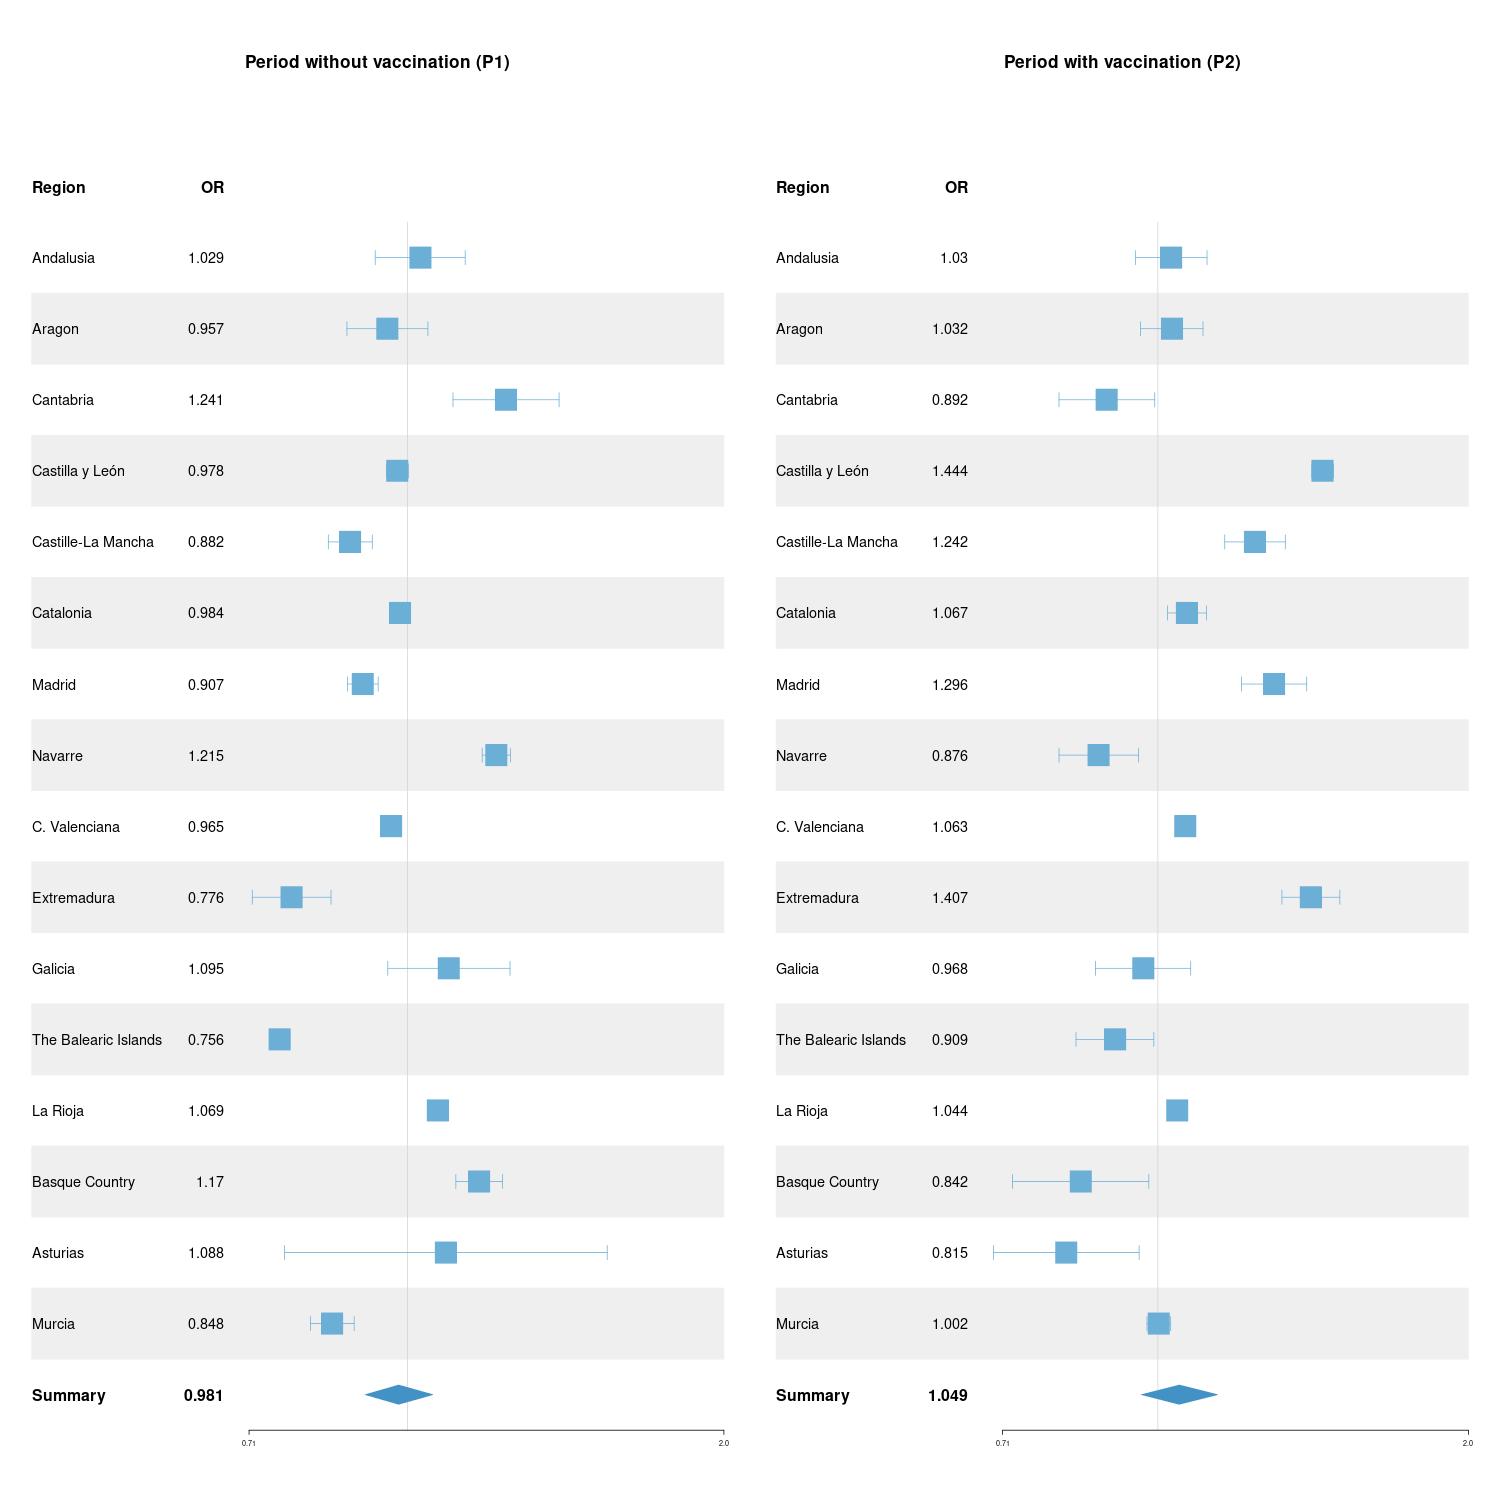 Period without vaccination (P1)
Region OR
Andalusia 1.029
Aragon 0.957
Cantabria 1.241
Castilla y León 0.978
Castille-La Mancha 0.882
Catalonia 0.984
Madrid 0.907
Navarre 1.215
C. Valenciana 0.965
Extremadura 0.776
Galicia 1.095
The Balearic Islands 0.756
La Rioja 1.069
Basque Country 1.17
Asturias 1.088
Murcia 0.848
Summary 0.981
0.71 2.0
Period with vaccination (P2)
Region OR
Andalusia 1.03
Aragon 1.032
Cantabria 0.892
Castilla y León 1.444
Castille-La Mancha 1.242
Catalonia 1.067
Madrid 1.296
Navarre 0.876
C. Valenciana 1.063
Extremadura 1.407
Galicia 0.968
The Balearic Islands 0.909
La Rioja 1.044
Basque Country 0.842
Asturias 0.815
Murcia 1.002
Summary 1.049
0.71 2.0